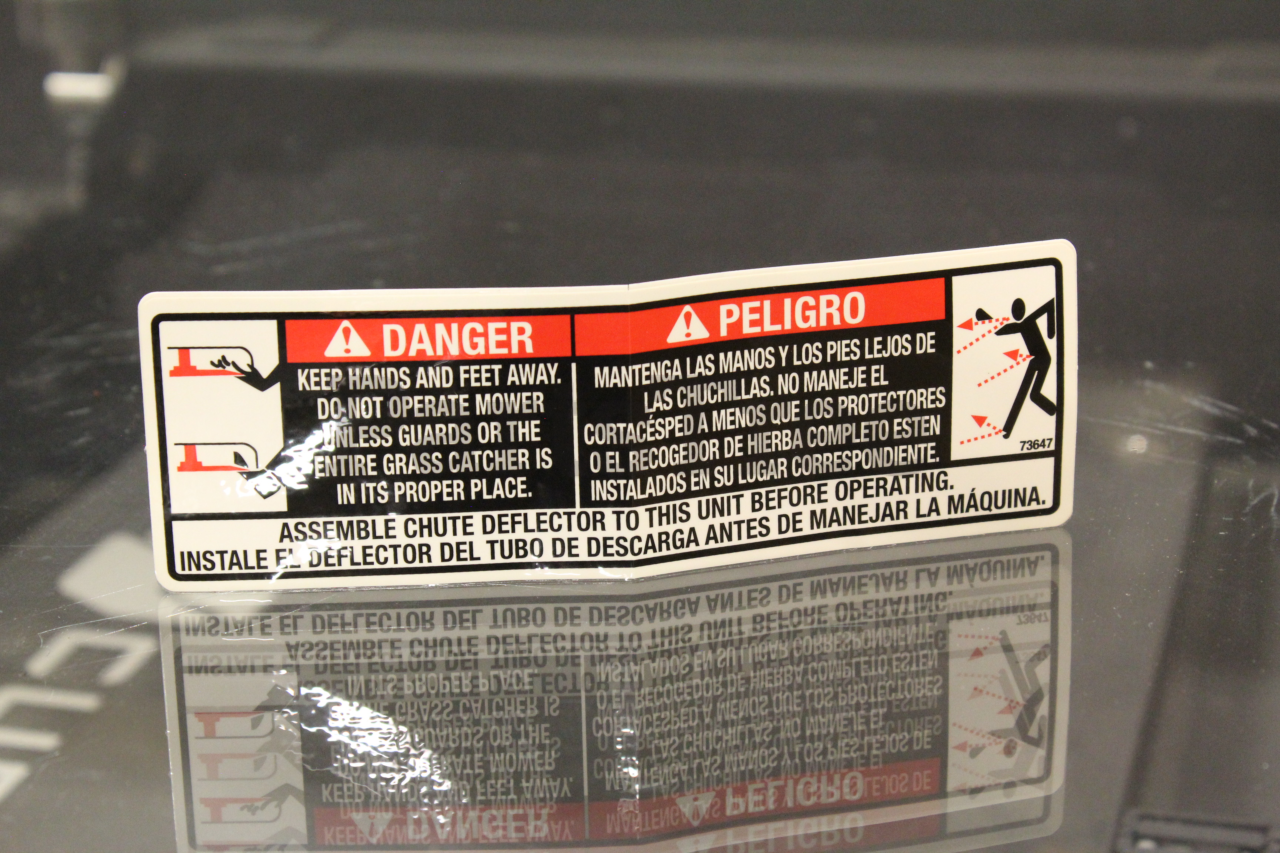 DANGER
KEEP HANDS AND FEET AWAY.
DO NOT OPERATE MOWER
UNLESS GUARDS OR THE
ENTIRE GRASS CATCHER IS
IN ITS PROPER PLACE.
PELIGRO
MANTENGA LAS MANOS Y LOS PIES LEJOS DE
LAS CHUCHILLAS. NO MANEJE EL
CORTACÉSPED A MENOS QUE LOS PROTECTORES
O EL RECOGEDOR DE HIERBA COMPLETO ESTEN
INSTALADOS EN SU LUGAR CORRESPONDIENTE.
73647
ASSEMBLE CHUTE DEFLECTOR TO THIS UNIT BEFORE OPERATING.
INSTALE EL DEFLECTOR DEL TUBO DE DESCARGA ANTES DE MANEJAR LA MÁQUINA.